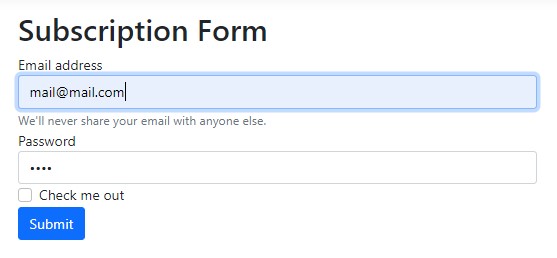 Subscription Form
Email address
mail@mail.com
We'll never share your email with anyone else.
Password
••••
Check me out
Submit